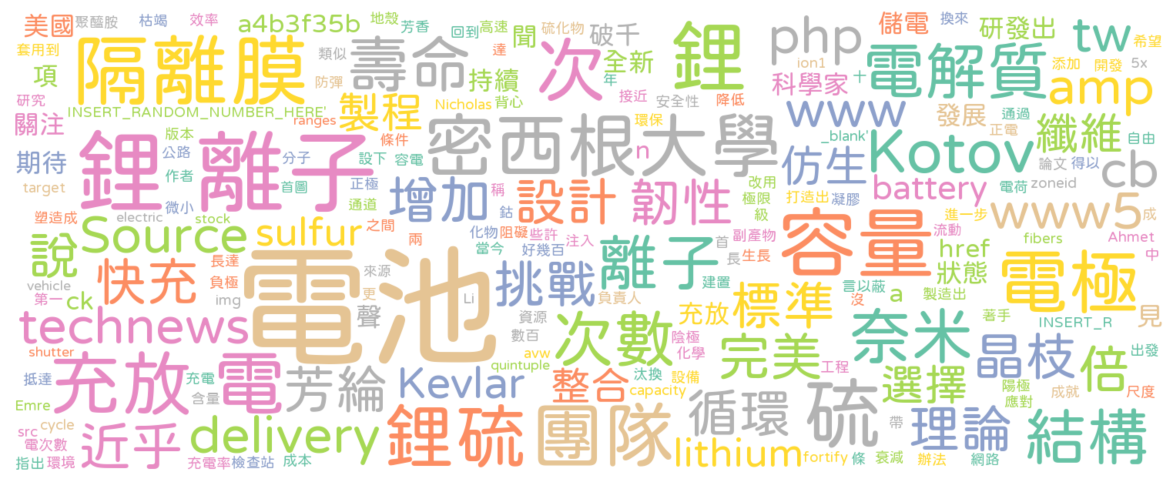 美國 聚醯胺 枯竭 效率 a4b3f35b 地殼 芳香 回到 高速 硫化物 破千 鋰 php 儲電 換來 研發出 tw 希望
套用到 隔離膜 類似 壽命 達 次 聞 全新 ion1 電解質 添加 開發 5x
項 防彈 持續 年 接近 安全性 降低 科學家 十 amp
研究 INSERT_RANDOM_NUMBER_HERE' ranges 製程 Nicholas 背心 環保 www 發展 通過
關注 版本 條件 密西根大學 _blank' 正電 纖維 自由
期待 公路 分子 設下 容電 n 仿生 Kotov 論文 得以 cb
target 作者 首圖 正極 稱 改用 battery 電荷 zoneid
塑造成 微小 通道 增加 鈷 設計 韌性 極限 級 打造出 凝膠 www5 成
electric stock Source sulfur 之間 化物 阻礙 些許 副產物 容量 進一步 流動 fibers Ahmet
說 兩 當今 好幾百 注入 離子 首 生長 href 電極 中
鋰離子
vehicle 快充 長達 負極 來源 電池 挑戰 負責人 長 建置 言以蔽 狀態 見
第一 ck img 更 Li 資源 充放 標準 a 製造出 沒 著手 INSERT_R
technews 聲 數百 次數 陰極 化學 完美 奈米 晶枝 倍 出發
shutter avw quintuple 工程
抵達 充放電 充電 芳綸 Kevlar 整合 汰換 設備 capacity 選擇 陽極 應對 成就 尺度
Emre 含量 循環 硫 帶 理論 結構
src cycle 近乎 delivery 鋰硫 團隊 lithium fortify 條 衰減 辦法 網路
電次數
指出 環境 充電率 檢查站 成本